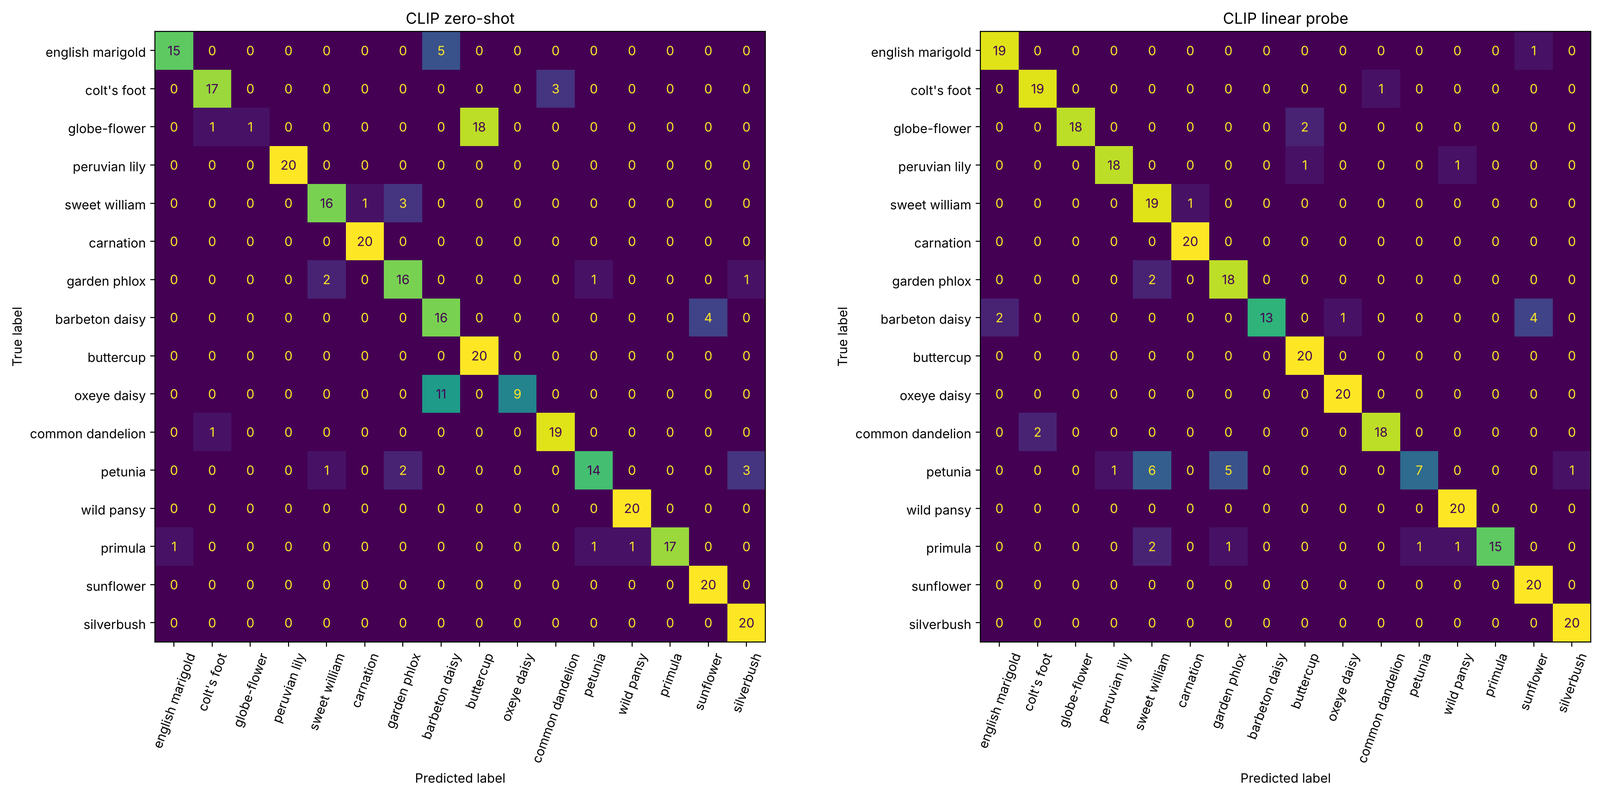 CLIP zero-shot
True label
english marigold 15 0 0 0 0 0 0 5 0 0 0 0 0 0 0 0
colt's foot 0 17 0 0 0 0 0 0 0 0 3 0 0 0 0 0
globe-flower 0 1 1 0 0 0 0 0 18 0 0 0 0 0 0 0
peruvian lily 0 0 0 20 0 0 0 0 0 0 0 0 0 0 0 0
sweet william 0 0 0 0 16 1 3 0 0 0 0 0 0 0 0 0
carnation 0 0 0 0 0 20 0 0 0 0 0 0 0 0 0 0
garden phlox 0 0 0 0 2 0 16 0 0 0 0 1 0 0 0 1
barbeton daisy 0 0 0 0 0 0 0 16 0 0 0 0 0 0 4 0
buttercup 0 0 0 0 0 0 0 0 20 0 0 0 0 0 0 0
oxeye daisy 0 0 0 0 0 0 0 11 0 9 0 0 0 0 0 0
common dandelion 0 1 0 0 0 0 0 0 0 0 19 0 0 0 0 0
petunia 0 0 0 0 1 0 2 0 0 0 0 14 0 0 0 3
wild pansy 0 0 0 0 0 0 0 0 0 0 0 0 20 0 0 0
primula 1 0 0 0 0 0 0 0 0 0 0 1 1 17 0 0
sunflower 0 0 0 0 0 0 0 0 0 0 0 0 0 0 20 0
silverbush 0 0 0 0 0 0 0 0 0 0 0 0 0 0 0 20
english marigold colt's foot globe-flower peruvian lily sweet william carnation garden phlox barbeton daisy buttercup oxeye daisy common dandelion petunia wild pansy primula sunflower silverbush
Predicted label
CLIP linear probe
True label
english marigold 19 0 0 0 0 0 0 0 0 0 0 0 0 0 1 0
colt's foot 0 19 0 0 0 0 0 0 0 0 1 0 0 0 0 0
globe-flower 0 0 18 0 0 0 0 0 2 0 0 0 0 0 0 0
peruvian lily 0 0 0 18 0 0 0 0 1 0 0 0 1 0 0 0
sweet william 0 0 0 0 19 1 0 0 0 0 0 0 0 0 0 0
carnation 0 0 0 0 0 20 0 0 0 0 0 0 0 0 0 0
garden phlox 0 0 0 0 2 0 18 0 0 0 0 0 0 0 0 0
barbeton daisy 2 0 0 0 0 0 0 13 0 1 0 0 0 0 4 0
buttercup 0 0 0 0 0 0 0 0 20 0 0 0 0 0 0 0
oxeye daisy 0 0 0 0 0 0 0 0 0 20 0 0 0 0 0 0
common dandelion 0 2 0 0 0 0 0 0 0 0 18 0 0 0 0 0
petunia 0 0 0 1 6 0 5 0 0 0 0 7 0 0 0 1
wild pansy 0 0 0 0 0 0 0 0 0 0 0 0 20 0 0 0
primula 0 0 0 0 2 0 1 0 0 0 0 1 1 15 0 0
sunflower 0 0 0 0 0 0 0 0 0 0 0 0 0 0 20 0
silverbush 0 0 0 0 0 0 0 0 0 0 0 0 0 0 0 20
english marigold colt's foot globe-flower peruvian lily sweet william carnation garden phlox barbeton daisy buttercup oxeye daisy common dandelion petunia wild pansy primula sunflower silverbush
Predicted label